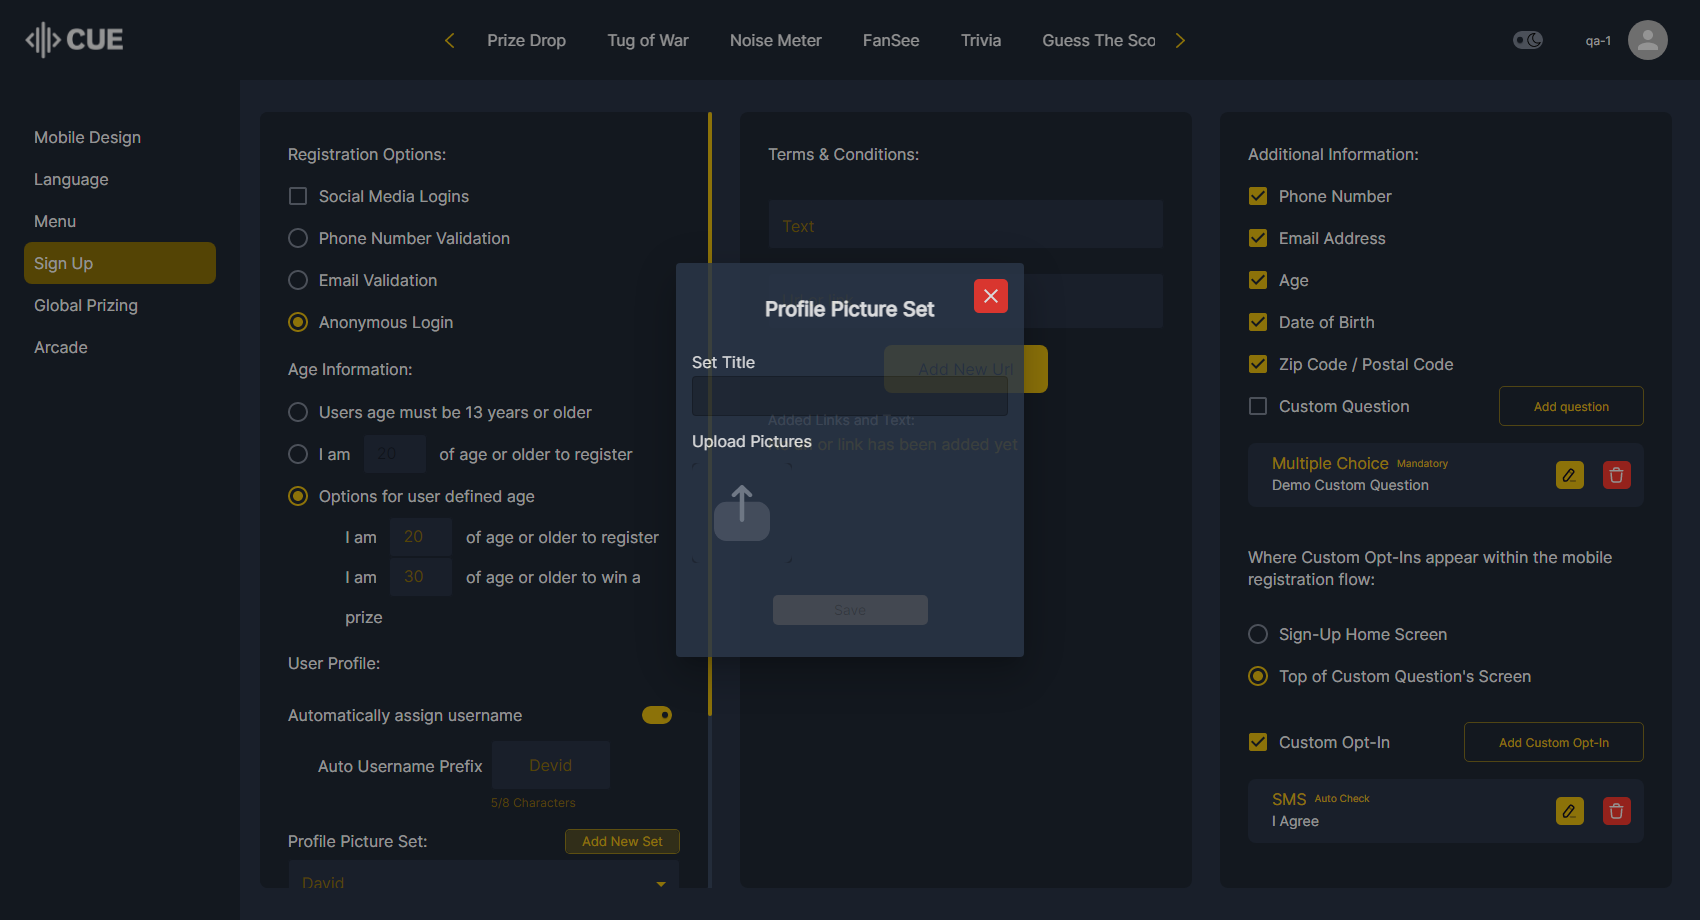 CUE
Prize Drop
Tug of War
Noise Meter
FanSee
Trivia
Guess The Sco
qa-1
Mobile Design
Language
Menu
Sign Up
Global Prizing
Arcade
Registration Options:
Social Media Logins
Phone Number Validation
Email Validation
Anonymous Login
Age Information:
Users age must be 13 years or older
I am 20 of age or older to register
Options for user defined age
I am 20 of age or older to register
I am 30 of age or older to win a
prize
User Profile:
Automatically assign username
Auto Username Prefix Devid
5/8 Characters
Profile Picture Set:
Add New Set
David
Terms & Conditions:
Text
Add New Url
Added Links and Text:
or link has been added yet
Profile Picture Set
Set Title
Upload Pictures
Save
Additional Information:
Phone Number
Email Address
Age
Date of Birth
Zip Code / Postal Code
Custom Question
Add question
Multiple Choice Mandatory
Demo Custom Question
Where Custom Opt-Ins appear within the mobile
registration flow:
Sign-Up Home Screen
Top of Custom Question's Screen
Custom Opt-In
Add Custom Opt-In
SMS Auto Check
I Agree